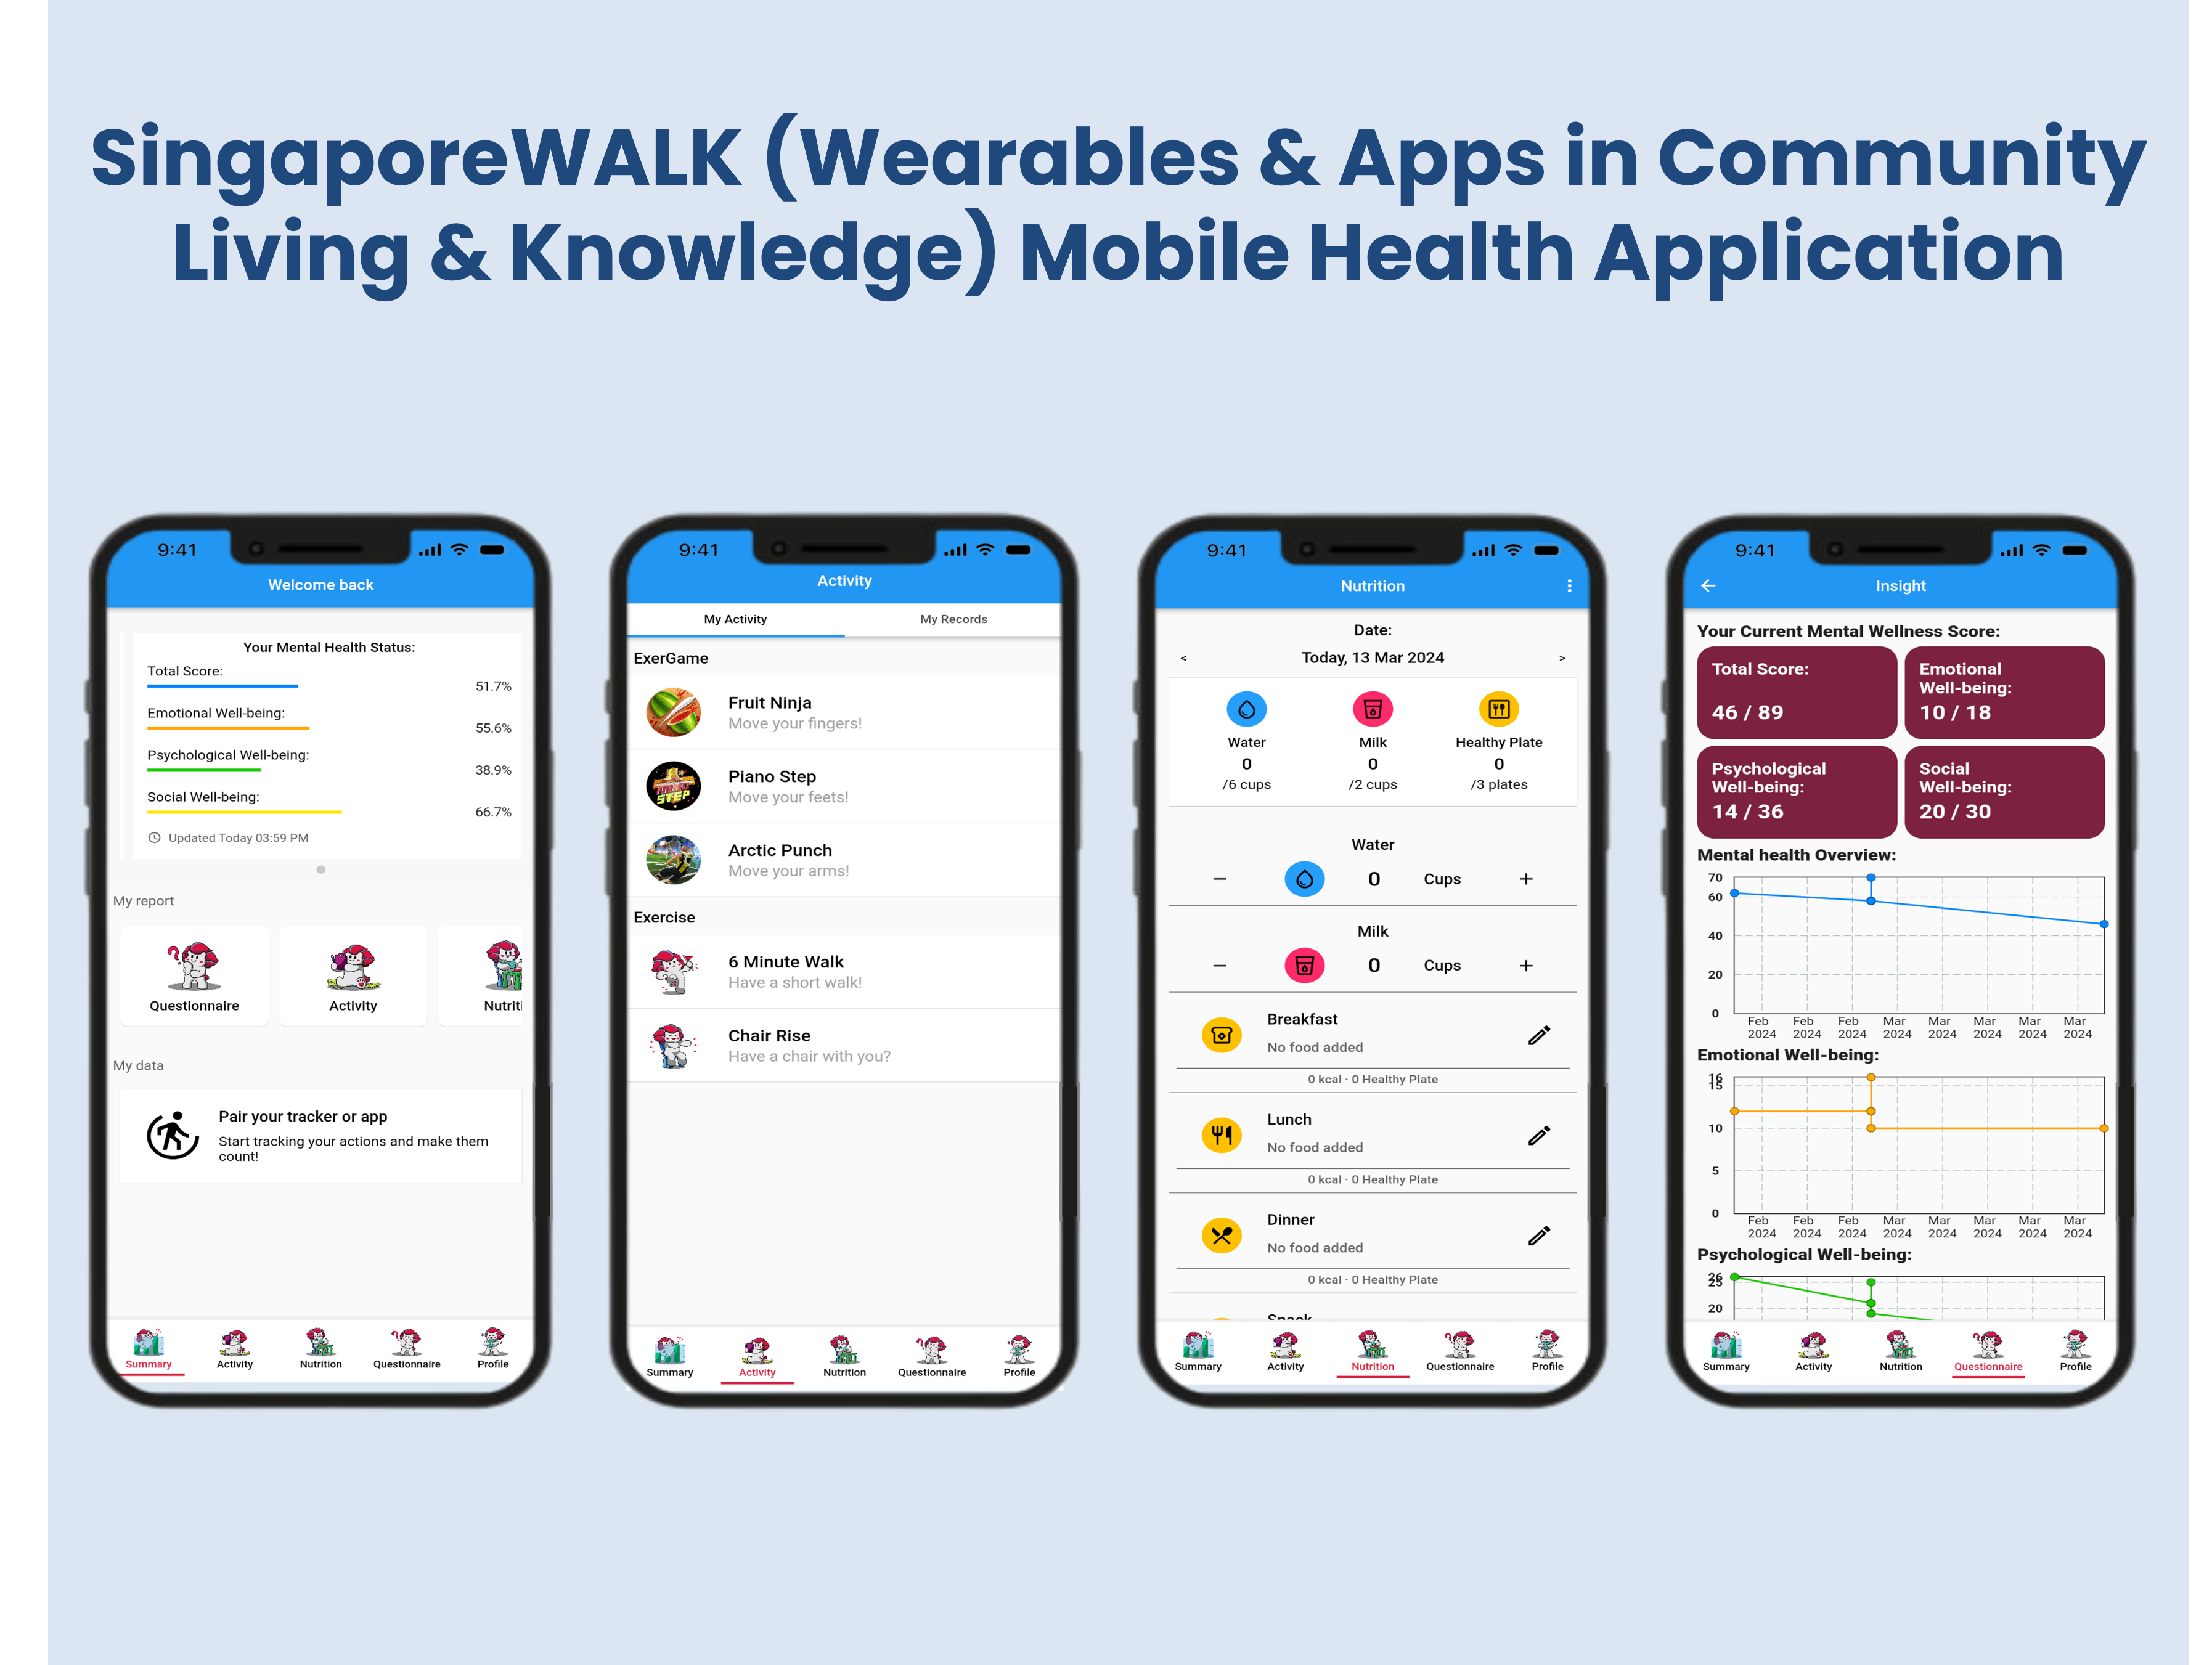 SingaporeWALK (Wearables & Apps in Community
Living & Knowledge) Mobile Health Application
9:41
Welcome back
Your Mental Health Status:
Total Score:
51.7%
Emotional Well-being:
55.6%
Psychological Well-being:
38.9%
Social Well-being:
66.7%
Updated Today 03:59 PM
My report
Questionnaire
Activity
Nutriti
My data
Pair your tracker or app
Start tracking your actions and make them
count!
Summary
Activity
Nutrition
Questionnaire
Profile
9:41
Activity
My Activity
My Records
ExerGame
Fruit Ninja
Move your fingers!
Piano Step
Move your feets!
Arctic Punch
Move your arms!
Exercise
6 Minute Walk
Have a short walk!
Chair Rise
Have a chair with you?
Summary
Activity
Nutrition
Questionnaire
Profile
9:41
Nutrition
Date:
< Today, 13 Mar 2024 >
Water
0
/6 cups
Milk
0
/2 cups
Healthy Plate
0
/3 plates
Water
− 0 Cups +
Milk
− 0 Cups +
Breakfast
No food added
0 kcal · 0 Healthy Plate
Lunch
No food added
0 kcal · 0 Healthy Plate
Dinner
No food added
0 kcal · 0 Healthy Plate
Snack
Summary
Activity
Nutrition
Questionnaire
Profile
9:41
Insight
Your Current Mental Wellness Score:
Total Score:
46 / 89
Emotional
Well-being:
10 / 18
Psychological
Well-being:
14 / 36
Social
Well-being:
20 / 30
Mental health Overview:
70
60
40
20
0
Feb Feb Feb Mar Mar Mar Mar Mar
2024 2024 2024 2024 2024 2024 2024 2024
Emotional Well-being:
16
15
10
5
0
Feb Feb Feb Mar Mar Mar Mar Mar
2024 2024 2024 2024 2024 2024 2024 2024
Psychological Well-being:
26
25
20
Summary
Activity
Nutrition
Questionnaire
Profile